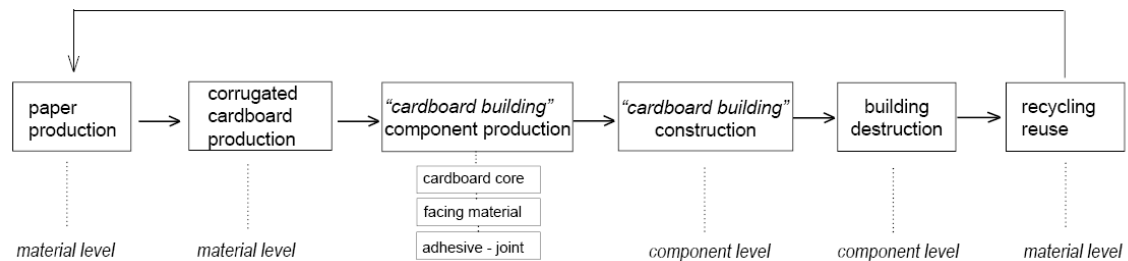 paper
production
corrugated
cardboard
production
“cardboard building”
component production
“cardboard building”
construction
building
destruction
recycling
reuse
cardboard core
facing material
adhesive - joint
material level
material level
component level
component level
material level